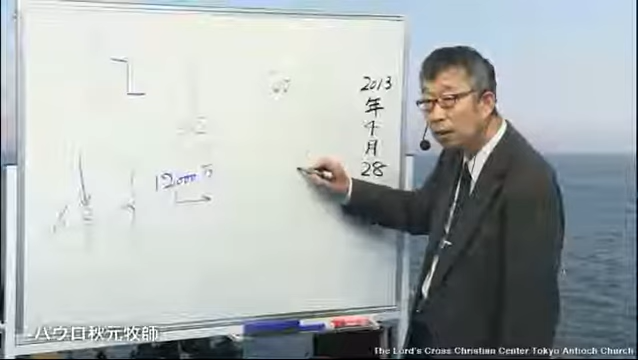 2013
年
4
月
28
12000万
パウロ秋元牧師
The Lord's Cross Christian Center Tokyo Antioch Church